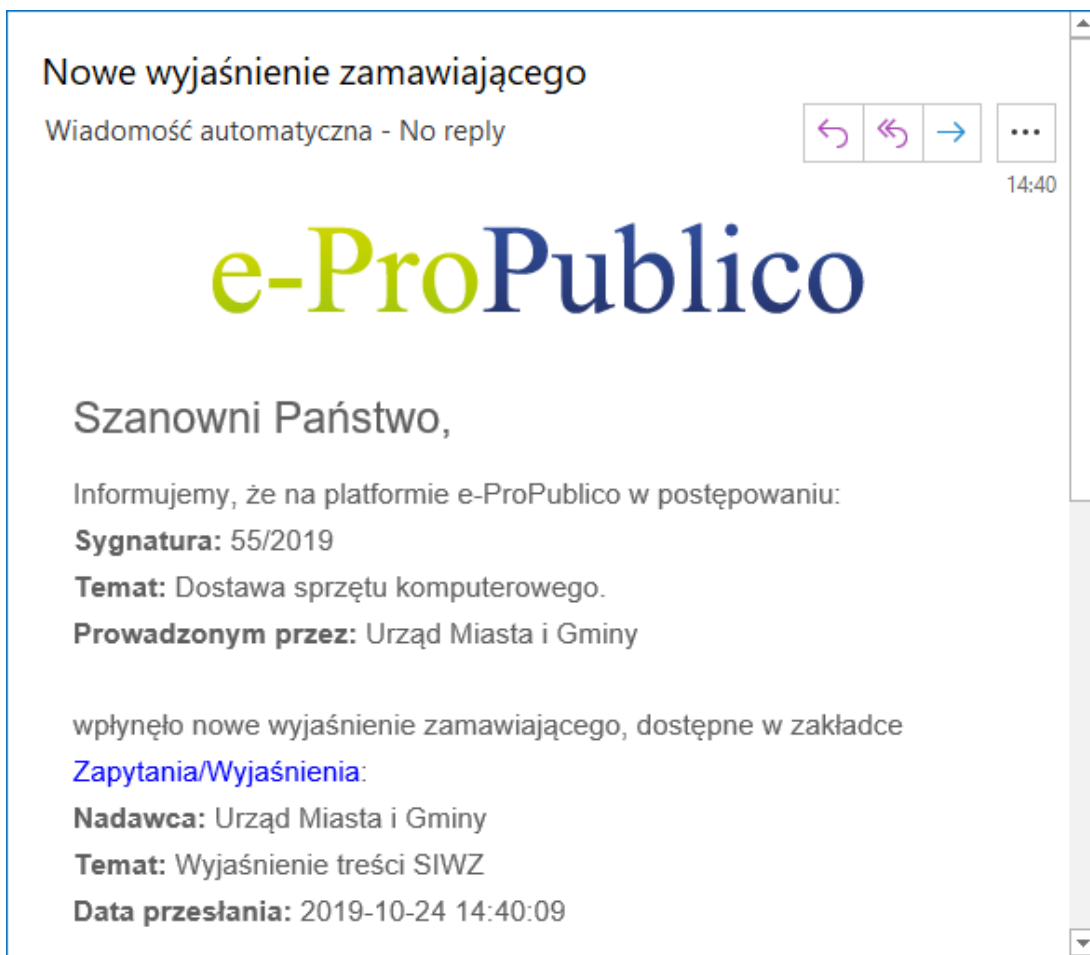 Nowe wyjaśnienie zamawiającego
Wiadomość automatyczna - No reply
14:40
e-ProPublico
Szanowni Państwo,
Informujemy, że na platformie e-ProPublico w postępowaniu:
Sygnatura: 55/2019
Temat: Dostawa sprzętu komputerowego.
Prowadzonym przez: Urząd Miasta i Gminy
wpłynęło nowe wyjaśnienie zamawiającego, dostępne w zakładce
Zapytania/Wyjaśnienia:
Nadawca: Urząd Miasta i Gminy
Temat: Wyjaśnienie treści SIWZ
Data przesłania: 2019-10-24 14:40:09